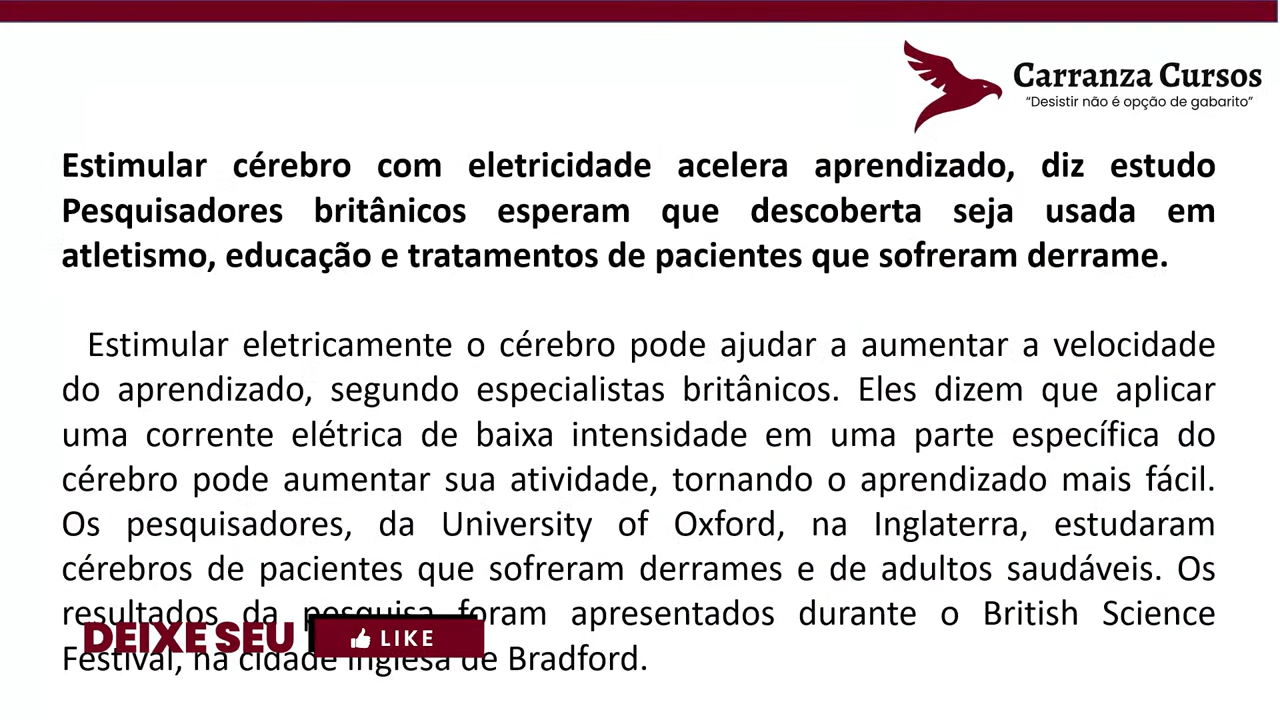 Carranza Cursos
“Desistir não é opção de gabarito”
Estimular cérebro com eletricidade acelera aprendizado, diz estudo
Pesquisadores britânicos esperam que descoberta seja usada em
atletismo, educação e tratamentos de pacientes que sofreram derrame.
Estimular eletricamente o cérebro pode ajudar a aumentar a velocidade
do aprendizado, segundo especialistas britânicos. Eles dizem que aplicar
uma corrente elétrica de baixa intensidade em uma parte específica do
cérebro pode aumentar sua atividade, tornando o aprendizado mais fácil.
Os pesquisadores, da University of Oxford, na Inglaterra, estudaram
cérebros de pacientes que sofreram derrames e de adultos saudáveis. Os
resultados da pesquisa foram apresentados durante o British Science
Festival, na cidade inglesa de Bradford.
DEIXE SEU LIKE